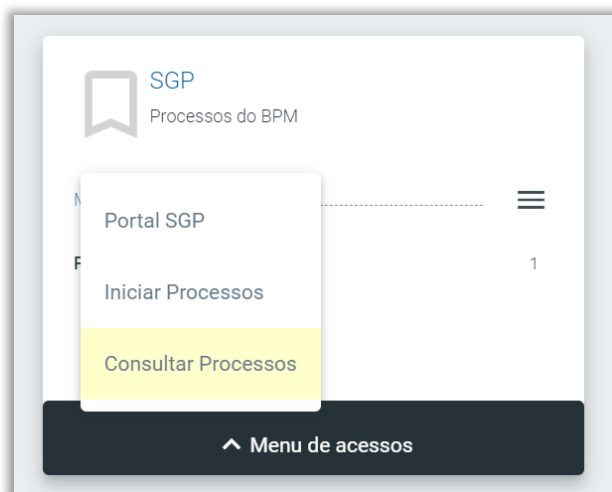 SGP
Processos do BPM
Portal SGP
1
Iniciar Processos
Consultar Processos
Menu de acessos